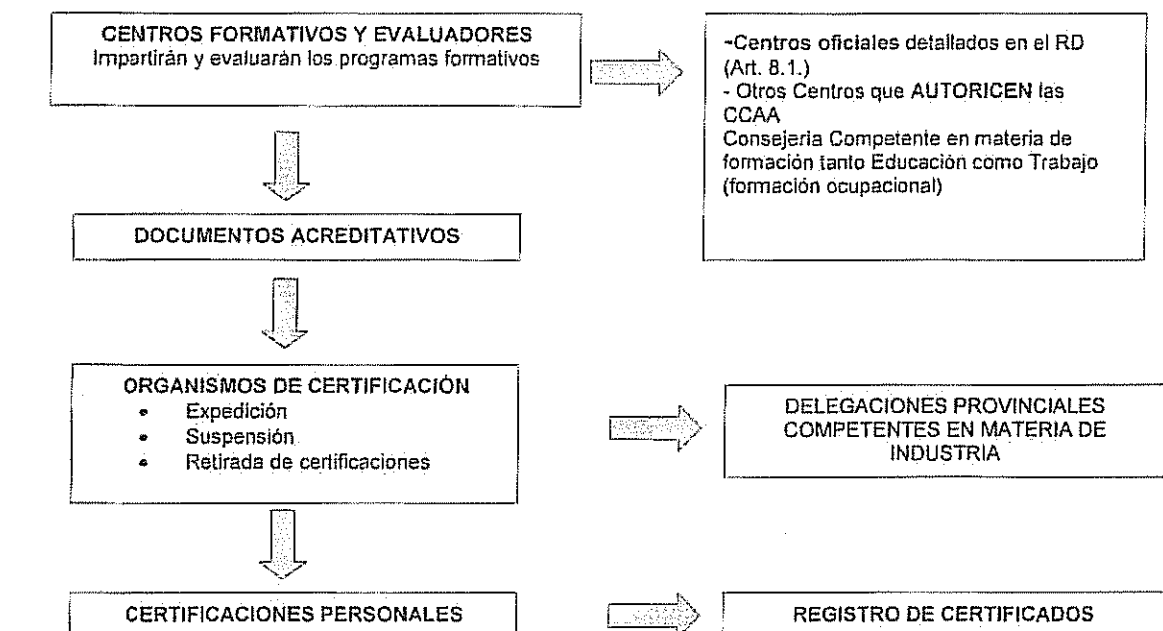 CENTROS FORMATIVOS Y EVALUADORES
Impartirán y evaluarán los programas formativos
-Centros oficiales detallados en el RD
(Art. 8.1.)
- Otros Centros que AUTORICEN las
CCAA
Consejeria Competente en materia de
formación tanto Educación como Trabajo
(formación ocupacional)
DOCUMENTOS ACREDITATIVOS
ORGANISMOS DE CERTIFICACIÓN
• Expedición
• Suspensión
• Retirada de certificaciones
DELEGACIONES PROVINCIALES
COMPETENTES EN MATERIA DE
INDUSTRIA
CERTIFICACIONES PERSONALES
REGISTRO DE CERTIFICADOS